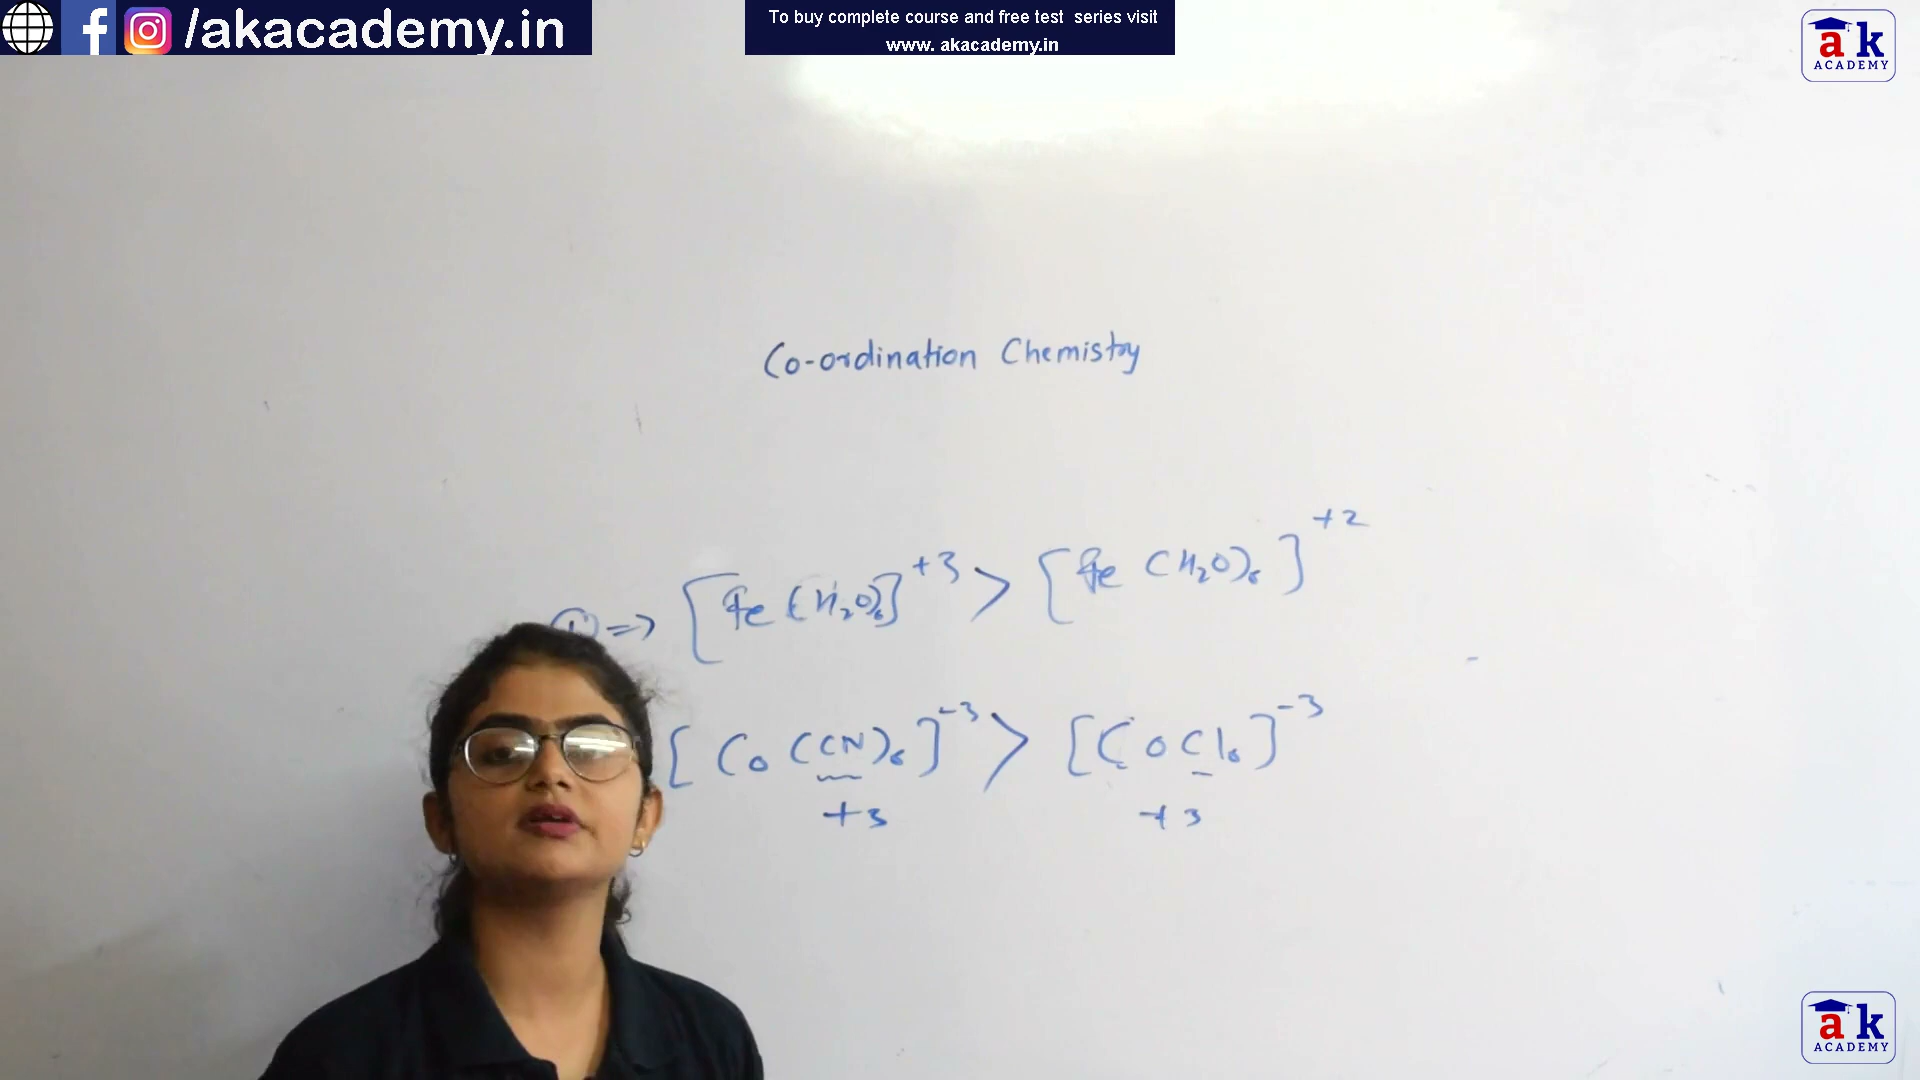 /akacademy.in
To buy complete course and free test series visit
www. akacademy.in
ak
ACADEMY
Co-ordination Chemistry
① => [Fe(H₂O)₆]⁺³ > [Fe(H₂O)₆]⁺²
[Co(CN)₆]⁻³ > [CoCl₆]⁻³
+3 +3
ak
ACADEMY